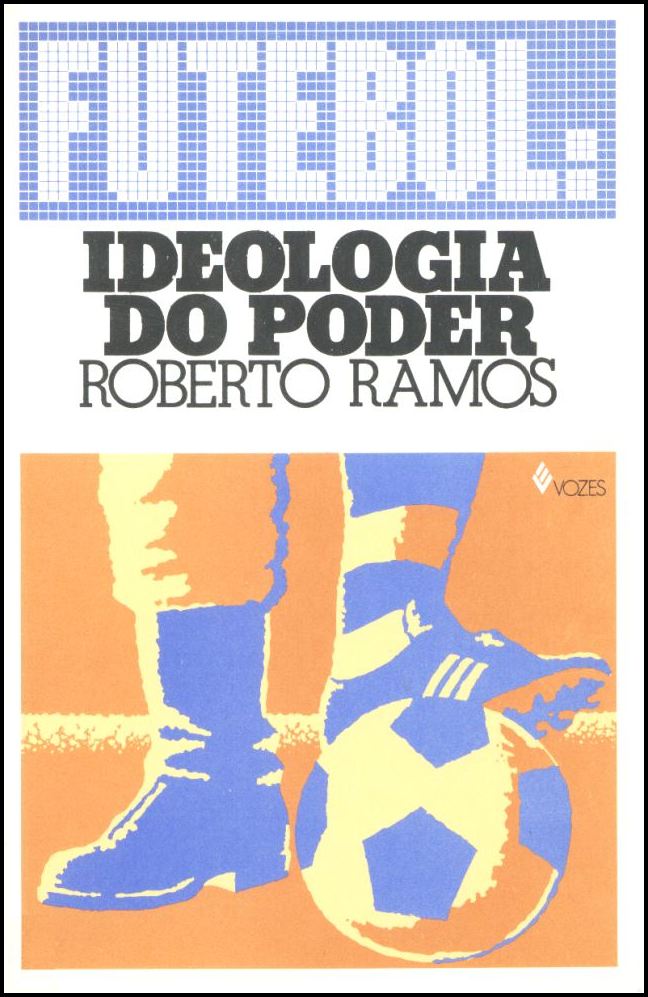 FUTEBOL:
IDEOLOGIA
DO PODER
ROBERTO RAMOS
VOZES